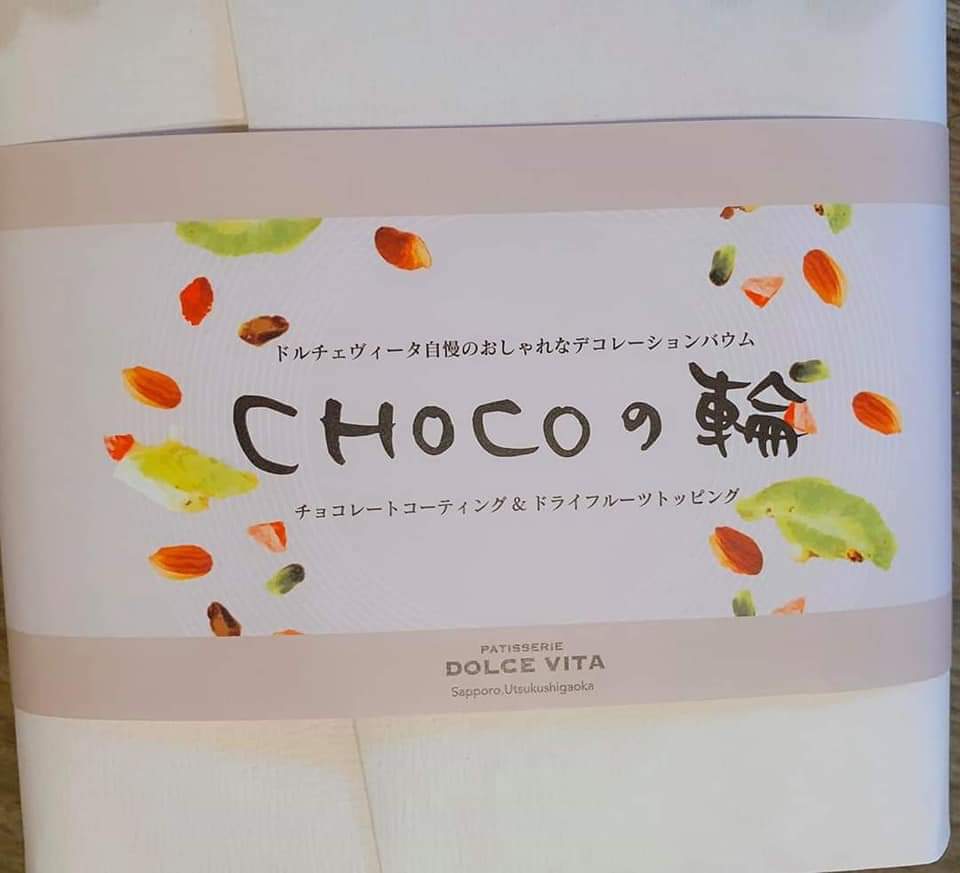 ドルチェヴィータ自慢のおしゃれなデコレーションバウム
CHOCOの輪
チョコレートコーティング&ドライフルーツトッピング
PATISSERIE
DOLCE VITA
Sapporo.Utsukushigaoka